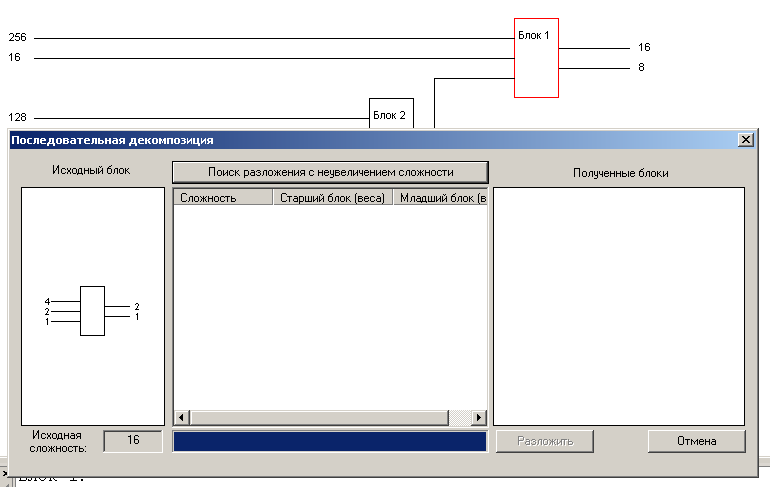 256
16
Блок 1
16
8
128
Блок 2
Последовательная декомпозиция
Исходный блок
Поиск разложения с неувеличением сложности
Полученные блоки
Сложность
Старший блок (веса)
Младший блок (в
4
2
1
2
1
Исходная
сложность:
16
Разложить
Отмена